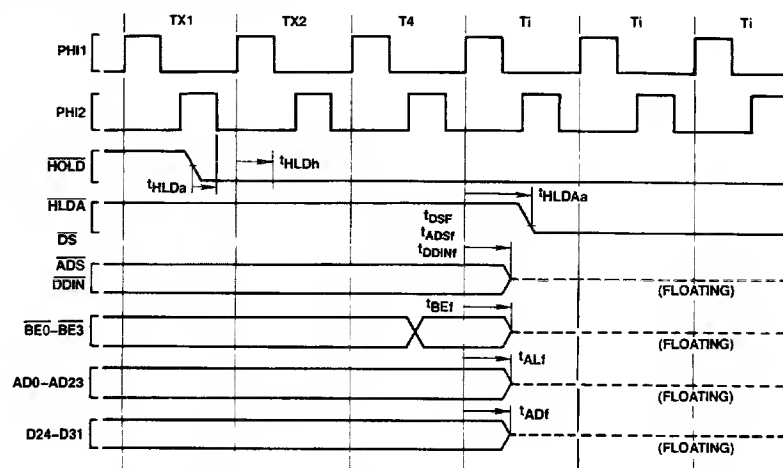 TX1 TX2 T4 Ti Ti Ti
PHI1
PHI2
HOLD
tHLDa
tHLDh
HLDA
tHLDAa
DS
tDSF
tADSf
tDDINf
ADS
DDIN
(FLOATING)
tBEf
BE0-BE3
(FLOATING)
tALf
AD0-AD23
(FLOATING)
tADf
D24-D31
(FLOATING)